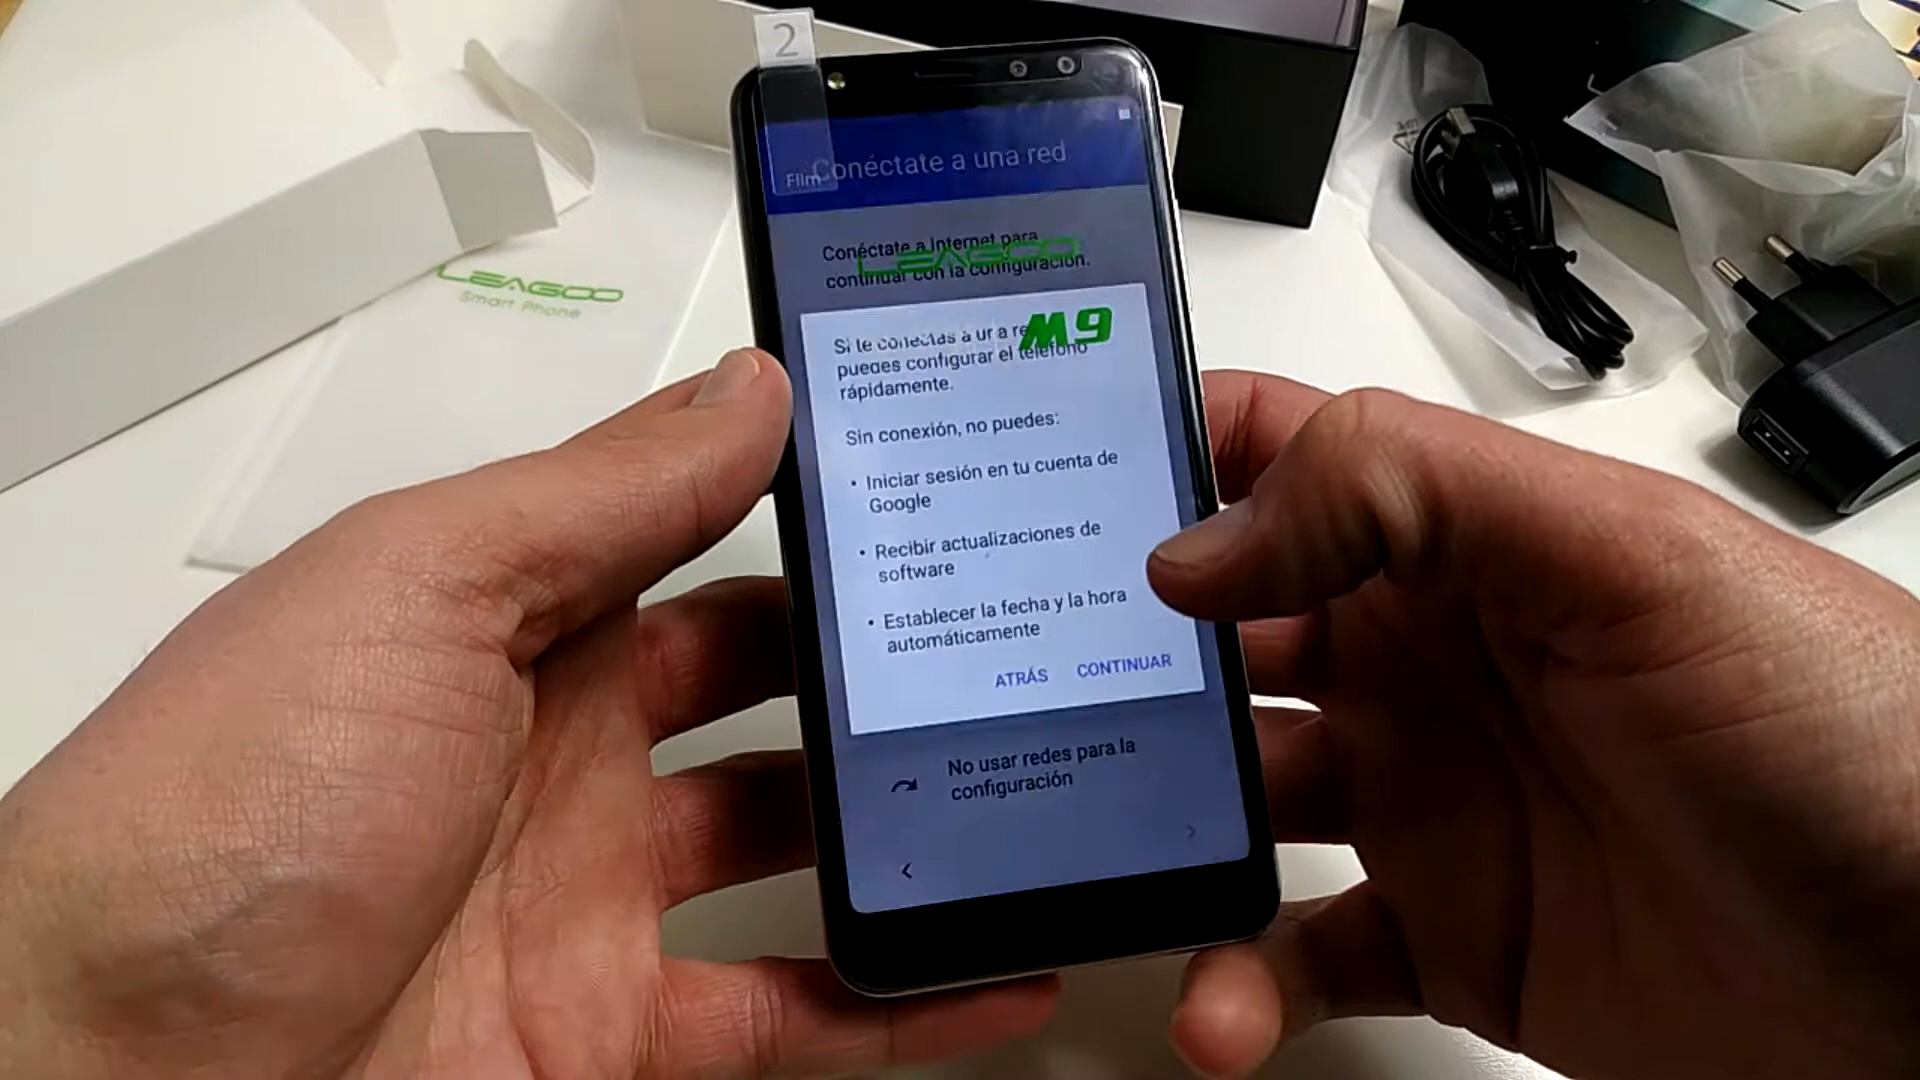 2
Film
Conéctate a una red
Conéctate a Internet para
continuar con la configuración.
LEAGOO
M9
Si te conectas a una red
puedes configurar el teléfono
rápidamente.
Sin conexión, no puedes:
• Iniciar sesión en tu cuenta de
Google
• Recibir actualizaciones de
software
• Establecer la fecha y la hora
automáticamente
ATRÁS CONTINUAR
No usar redes para la
configuración
LEAGOO
Smart Phone